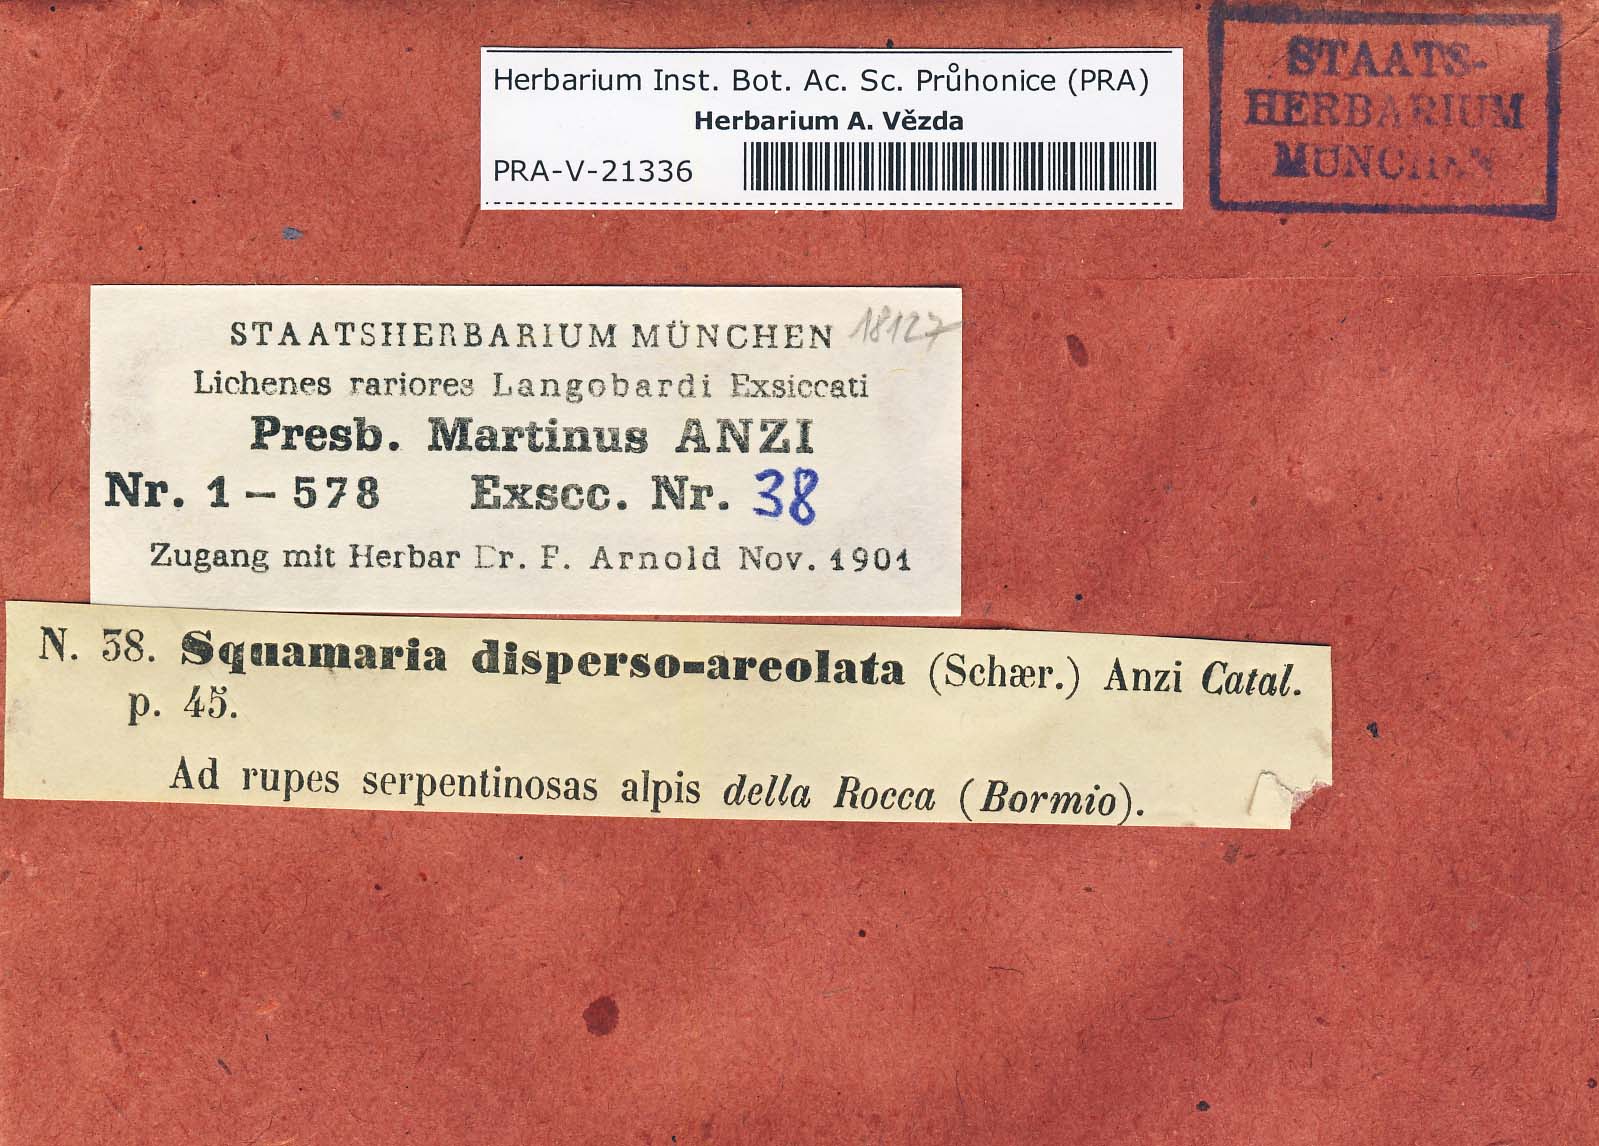 Herbarium Inst. Bot. Ac. Sc. Průhonice (PRA)
Herbarium A. Vězda
PRA-V-21336
STAATS-
HERBARIUM
MÜNCHEN
STAATSHERBARIUM MÜNCHEN 18127
Lichenes rariores Langobardi Exsiccati
Presb. Martinus ANZI
Nr. 1 – 578 Exscc. Nr. 38
Zugang mit Herbar Dr. F. Arnold Nov. 1901
N. 38. Squamaria disperso-areolata (Schær.) Anzi Catal.
p. 45.
Ad rupes serpentinosas alpis della Rocca (Bormio).